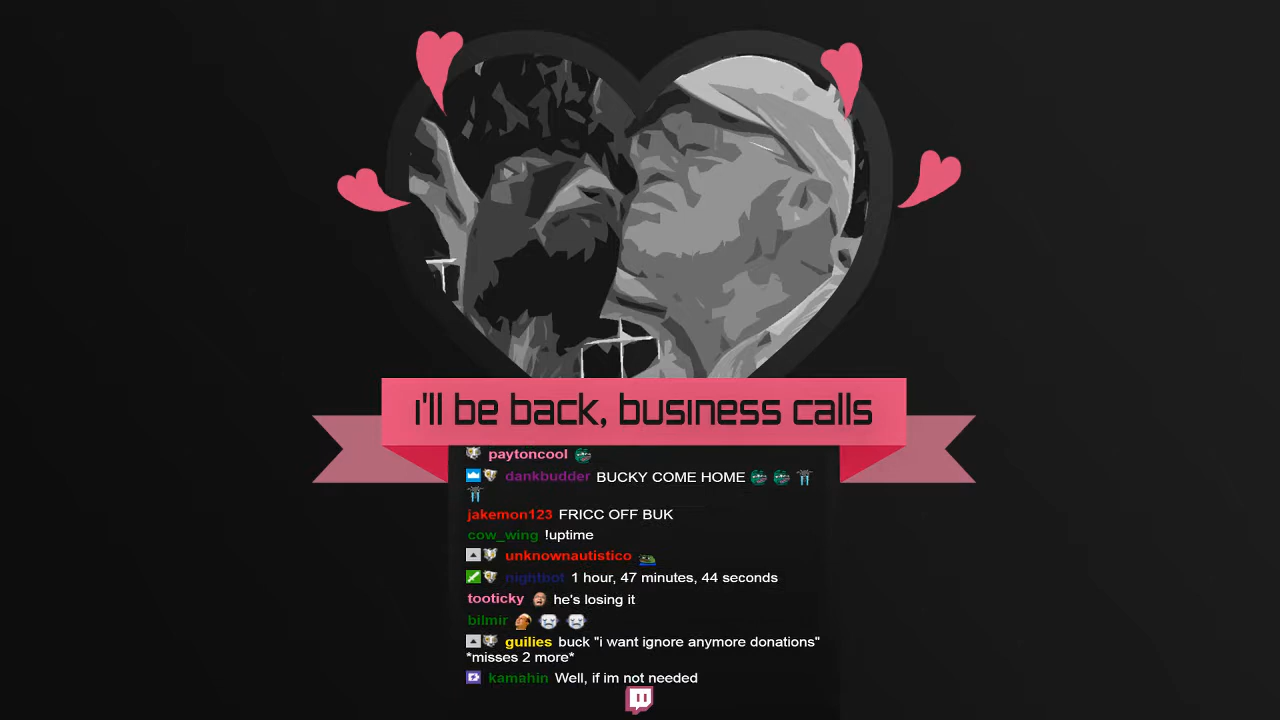 i'll be back, business calls
paytoncool
dankbudder BUCKY COME HOME
jakemon123 FRICC OFF BUK
cow_wing !uptime
unknownautistico
nightbot 1 hour, 47 minutes, 44 seconds
tooticky he's losing it
bilmir
guilies buck "i want ignore anymore donations"
*misses 2 more*
kamahin Well, if im not needed